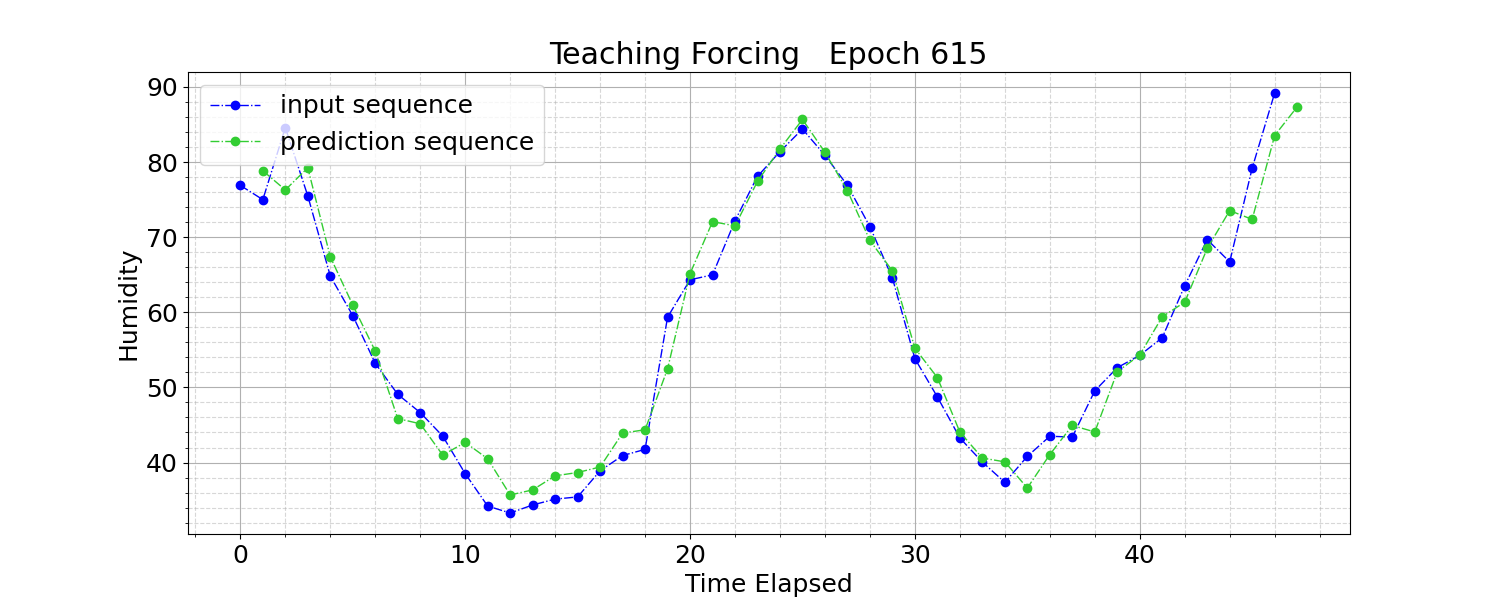 Teaching Forcing   Epoch 615
90
80
70
60
50
40
Humidity
input sequence
prediction sequence
0 10 20 30 40
Time Elapsed